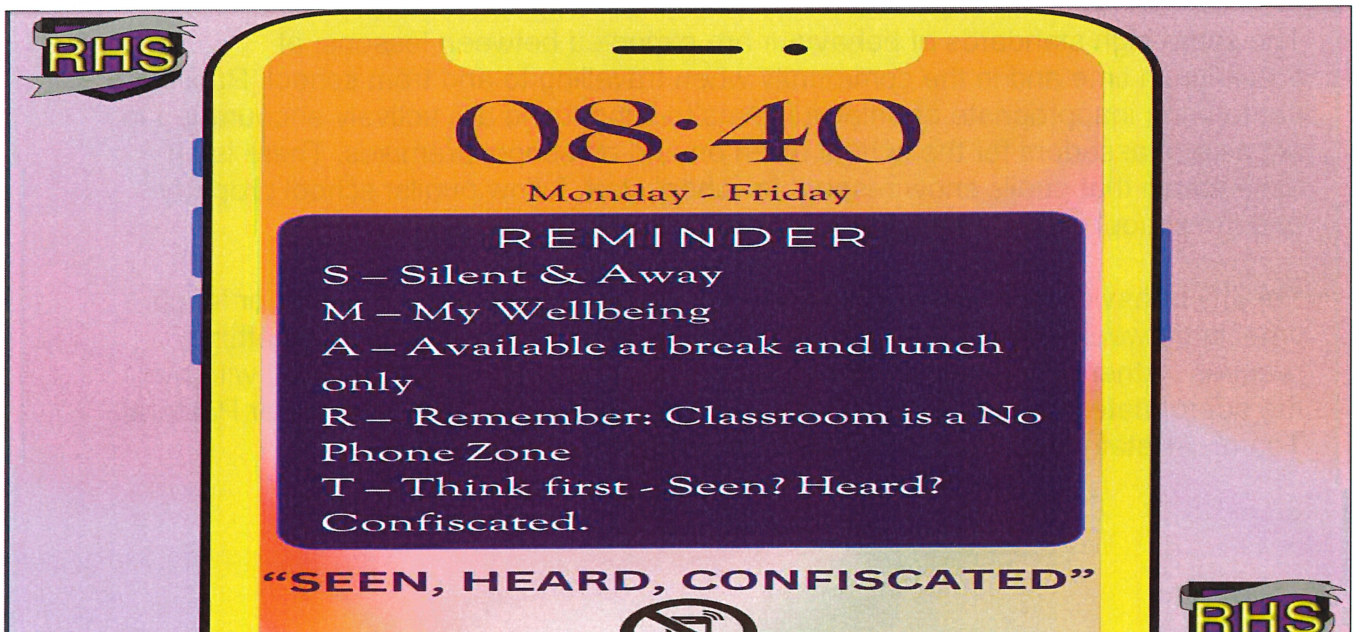 RHS
08:40
Monday - Friday
REMINDER
S – Silent & Away
M – My Wellbeing
A – Available at break and lunch
only
R – Remember: Classroom is a No
Phone Zone
T – Think first - Seen? Heard?
Confiscated.
“SEEN, HEARD, CONFISCATED”
RHS